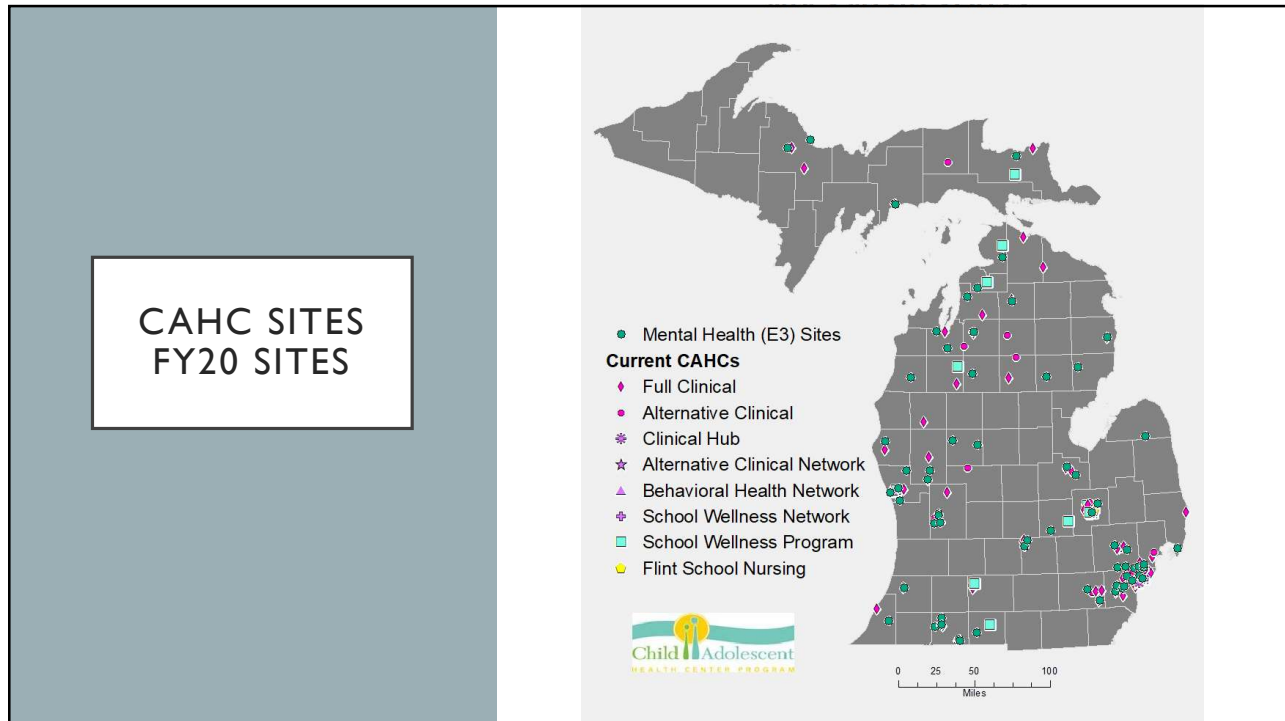 CAHC SITES
FY20 SITES
Mental Health (E3) Sites
Current CAHCs
Full Clinical
Alternative Clinical
Clinical Hub
Alternative Clinical Network
Behavioral Health Network
School Wellness Network
School Wellness Program
Flint School Nursing
Child Adolescent
HEALTH CENTER PROGRAM
0 25 50 100
Miles